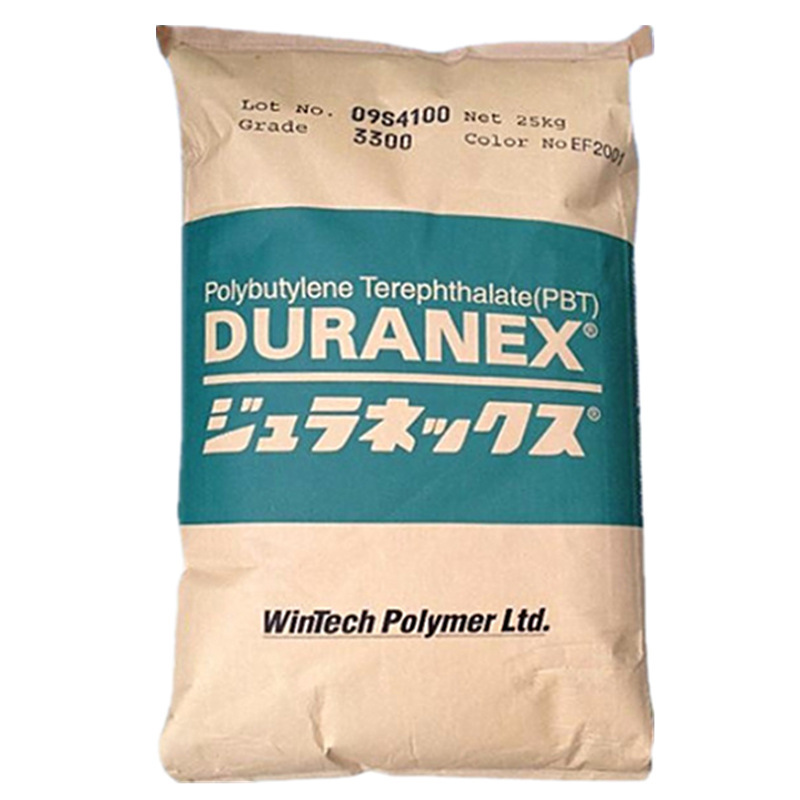 Lot No. 09S4100 Net 25kg
Grade 3300 Color No EF2001
Polybutylene Terephthalate(PBT)
DURANEX®
ジュラネックス®
WinTech Polymer Ltd.